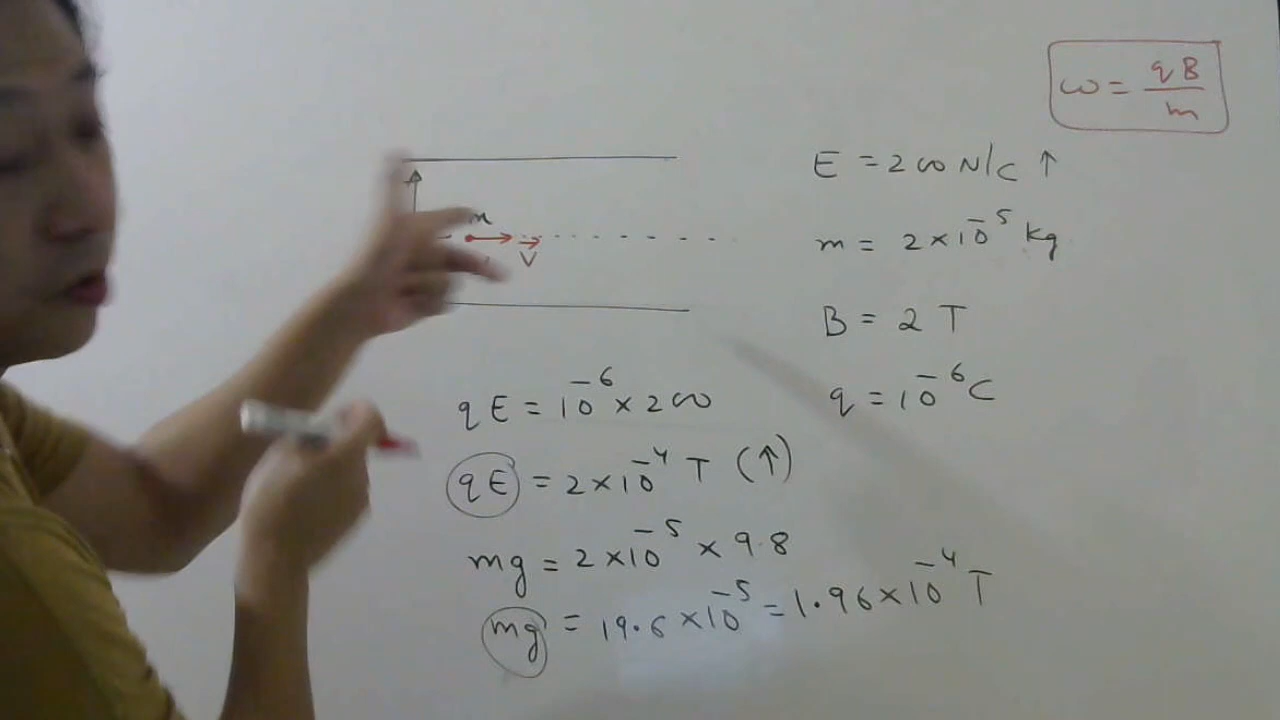 ω = qB/m
E = 200 N/C ↑
m
m = 2×10⁻⁵ kg
V
B = 2 T
q = 10⁻⁶ C
qE = 10⁻⁶ × 200
qE = 2×10⁻⁴ T (↑)
mg = 2×10⁻⁵ × 9.8
mg = 19.6×10⁻⁵ = 1.96×10⁻⁴ T